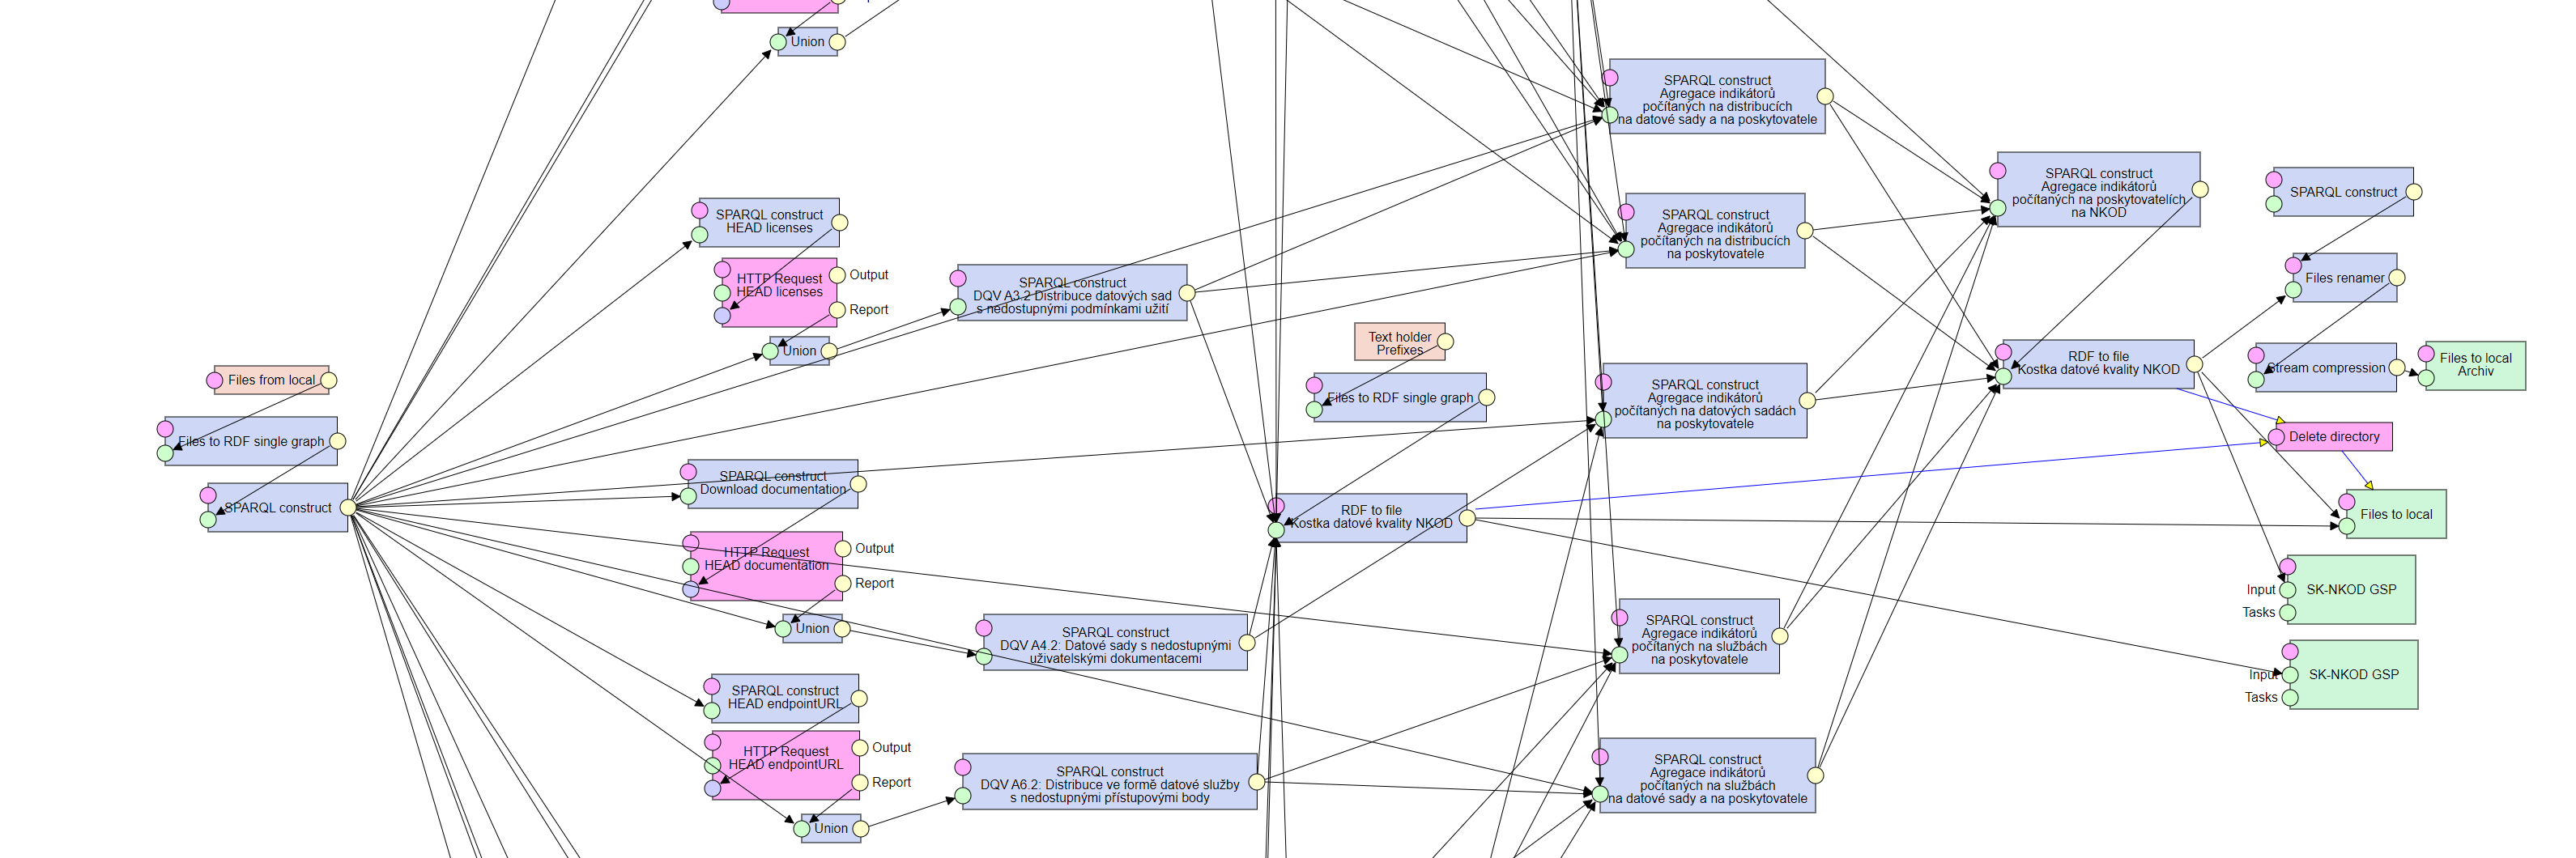 Union
SPARQL construct
HEAD licenses
HTTP Request
HEAD licenses
Output
Report
Union
Files from local
Files to RDF single graph
SPARQL construct
SPARQL construct
Download documentation
HTTP Request
HEAD documentation
Output
Report
Union
SPARQL construct
HEAD endpointURL
HTTP Request
HEAD endpointURL
Output
Report
Union
SPARQL construct
DQV A3.2 Distribuce datových sad
s nedostupnými podmínkami užití
SPARQL construct
DQV A4.2: Datové sady s nedostupnými
uživatelskými dokumentacemi
SPARQL construct
DQV A6.2: Distribuce ve formě datové služby
s nedostupnými přístupovými body
Text holder
Prefixes
Files to RDF single graph
RDF to file
Kostka datové kvality NKOD
SPARQL construct
Agregace indikátorů
počítaných na distribucích
na datové sady a na poskytovatele
SPARQL construct
Agregace indikátorů
počítaných na distribucích
na poskytovatele
SPARQL construct
Agregace indikátorů
počítaných na datových sadách
na poskytovatele
SPARQL construct
Agregace indikátorů
počítaných na službách
na poskytovatele
SPARQL construct
Agregace indikátorů
počítaných na službách
na datové sady a na poskytovatele
SPARQL construct
Agregace indikátorů
počítaných na poskytovatelích
na NKOD
RDF to file
Kostka datové kvality NKOD
SPARQL construct
Files renamer
Stream compression
Files to local
Archiv
Delete directory
Files to local
Input
Tasks
SK-NKOD GSP
Input
Tasks
SK-NKOD GSP